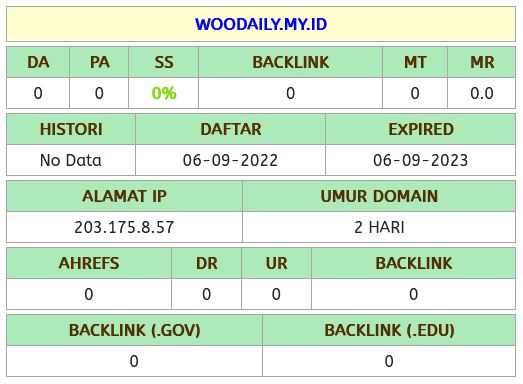 WOODAILY.MY.ID
DA PA SS BACKLINK MT MR
0 0 0% 0 0 0.0
HISTORI DAFTAR EXPIRED
No Data 06-09-2022 06-09-2023
ALAMAT IP UMUR DOMAIN
203.175.8.57 2 HARI
AHREFS DR UR BACKLINK
0 0 0 0
BACKLINK (.GOV) BACKLINK (.EDU)
0 0